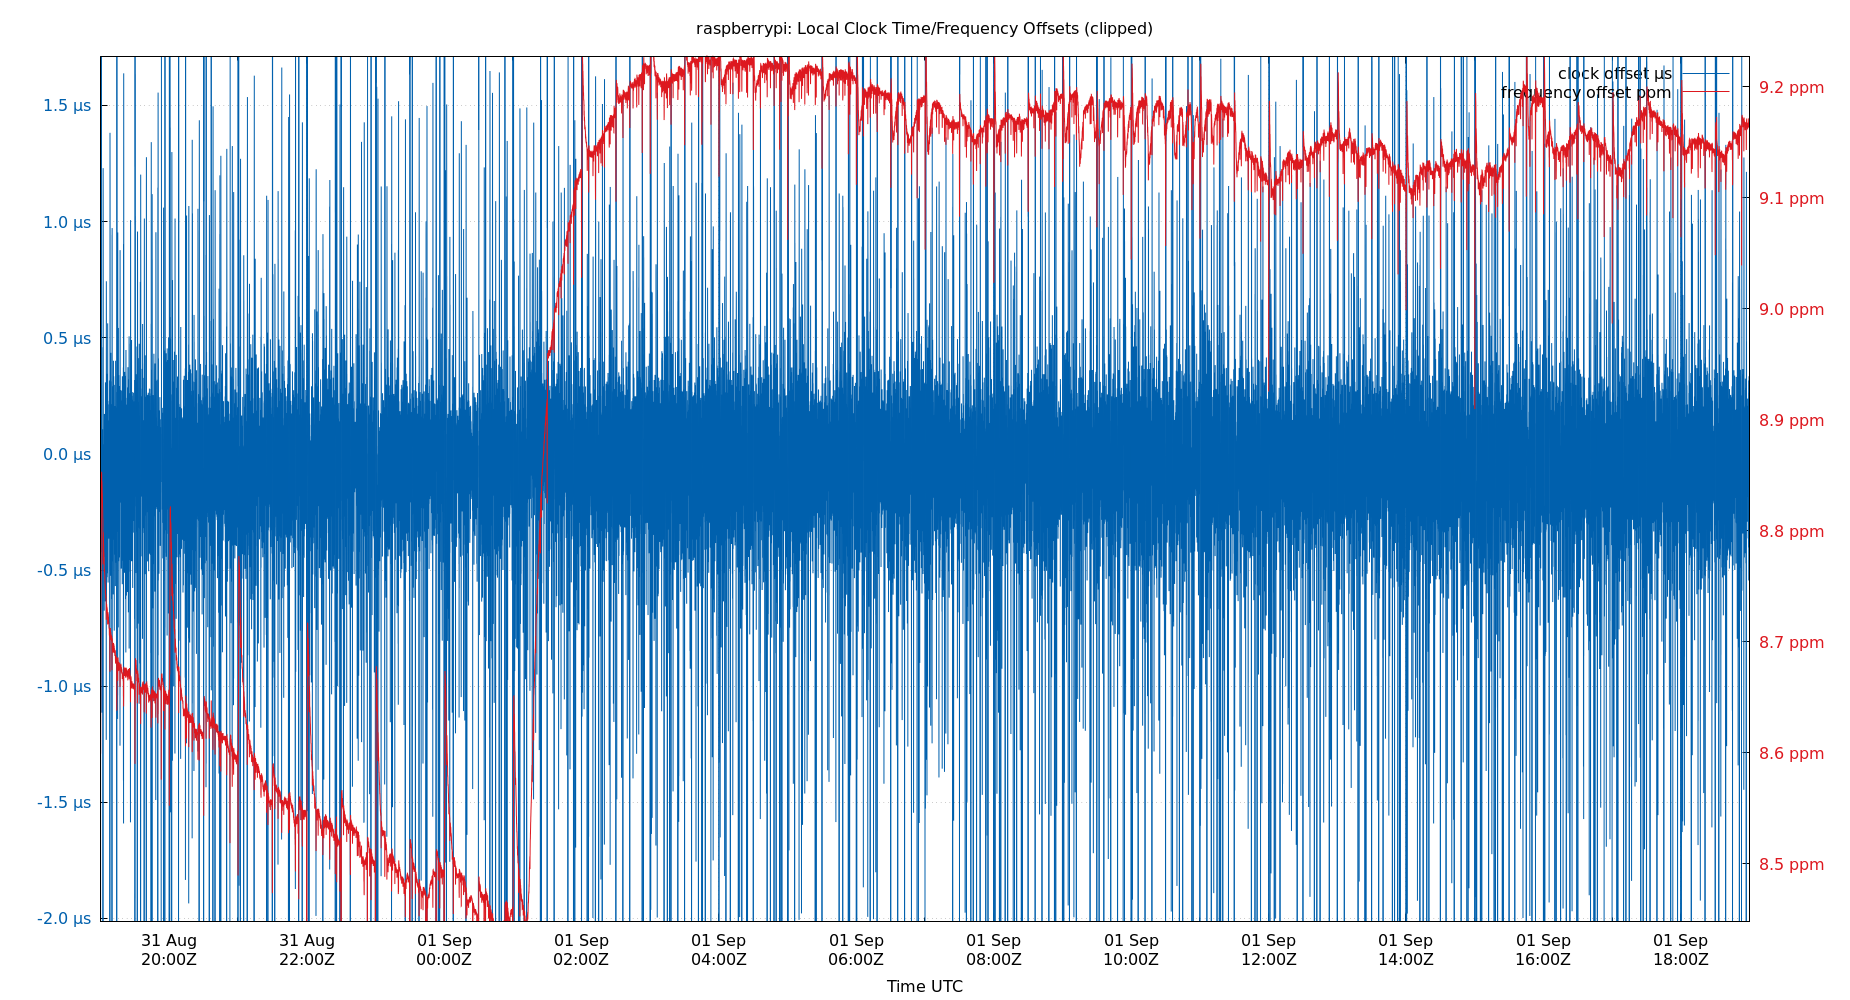 raspberrypi: Local Clock Time/Frequency Offsets (clipped)
clock offset µs
frequency offset ppm
1.5 µs
1.0 µs
0.5 µs
0.0 µs
-0.5 µs
-1.0 µs
-1.5 µs
-2.0 µs
9.2 ppm
9.1 ppm
9.0 ppm
8.9 ppm
8.8 ppm
8.7 ppm
8.6 ppm
8.5 ppm
31 Aug 31 Aug 01 Sep 01 Sep 01 Sep 01 Sep 01 Sep 01 Sep 01 Sep 01 Sep 01 Sep 01 Sep
20:00Z 22:00Z 00:00Z 02:00Z 04:00Z 06:00Z 08:00Z 10:00Z 12:00Z 14:00Z 16:00Z 18:00Z
Time UTC